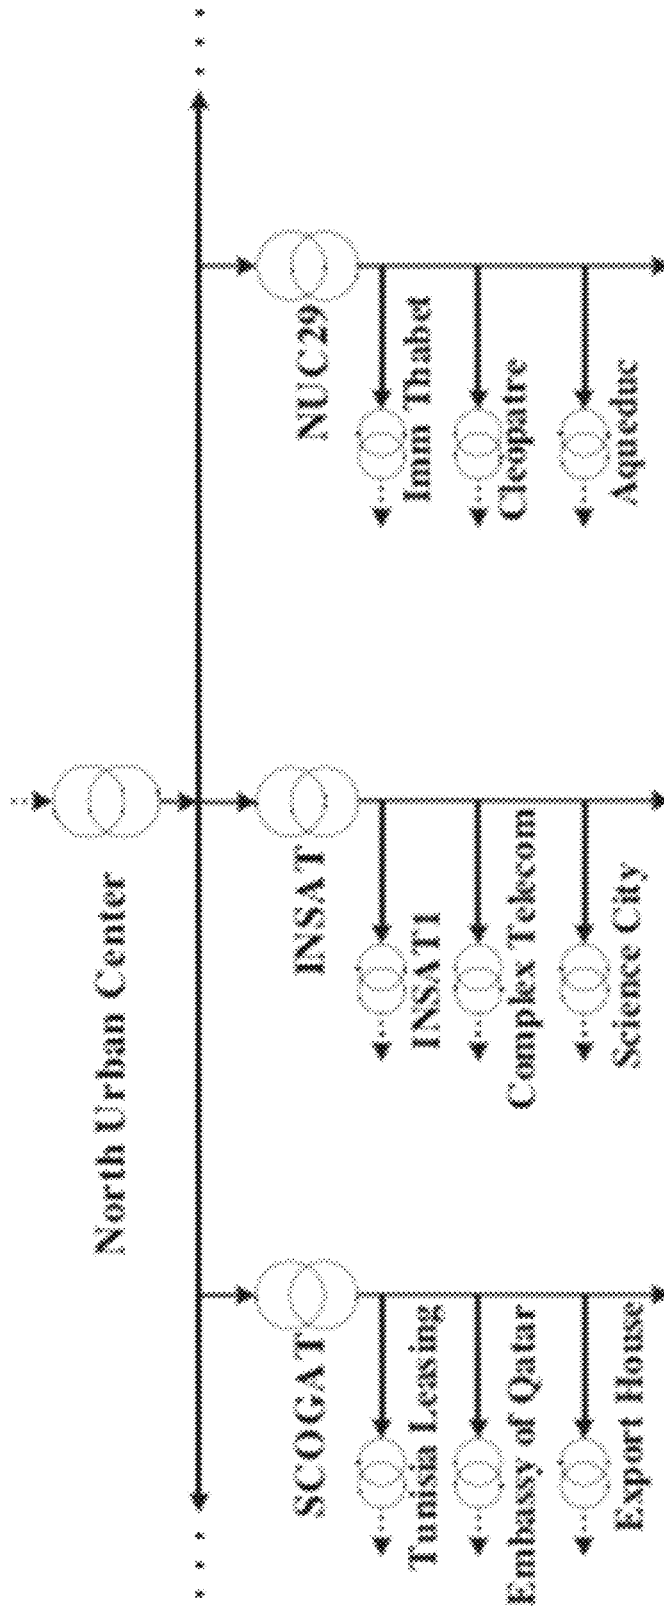 North Urban Center
SCOGAT
INSAT
NUC29
Tunisia Leasing
Embassy of Qatar
Export House
INSAT1
Complex Telecom
Science City
Imm Thabet
Cleopatre
Aqueduc